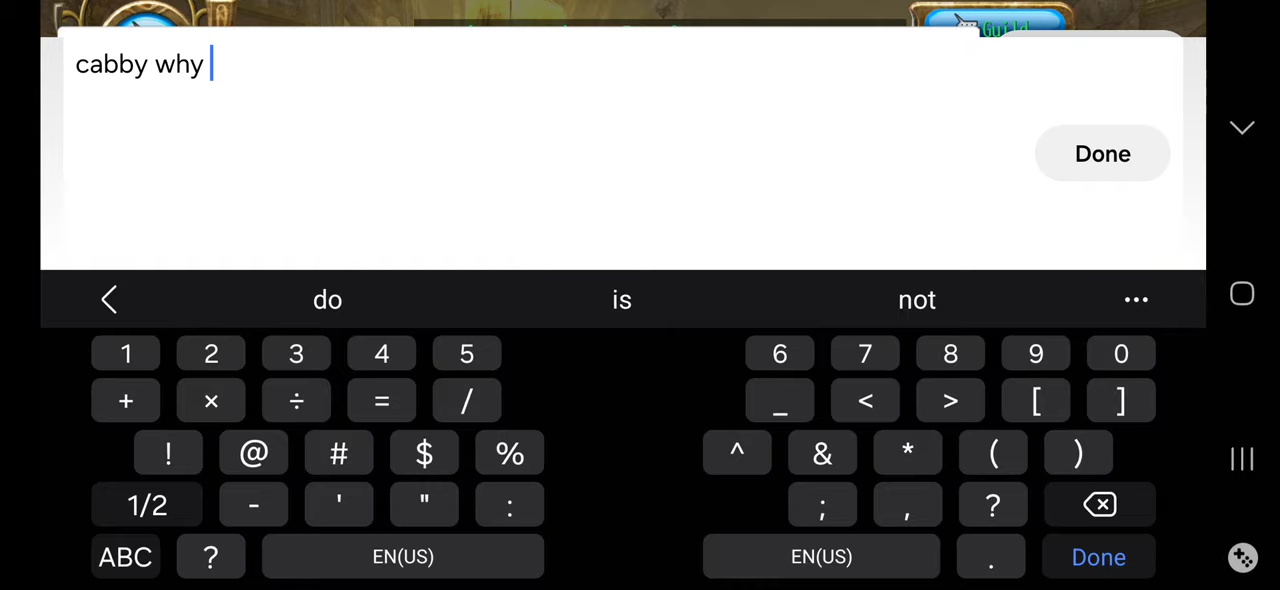 Guild
cabby why
Done
do is not ...
1 2 3 4 5 6 7 8 9 0
+ × ÷ = / _ < > [ ]
! @ # $ % ^ & * ( )
1/2 - ' " : ; , ?
ABC ? EN(US) EN(US) . Done